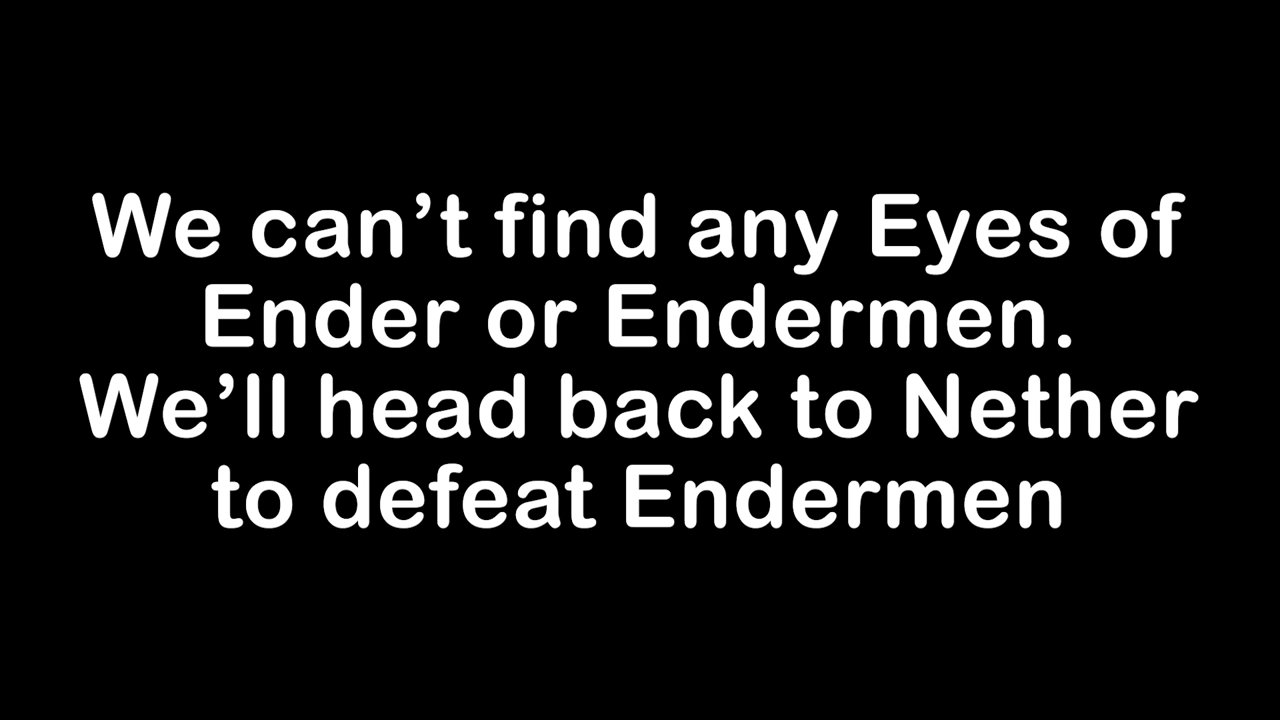 We can’t find any Eyes of
Ender or Endermen.
We’ll head back to Nether
to defeat Endermen